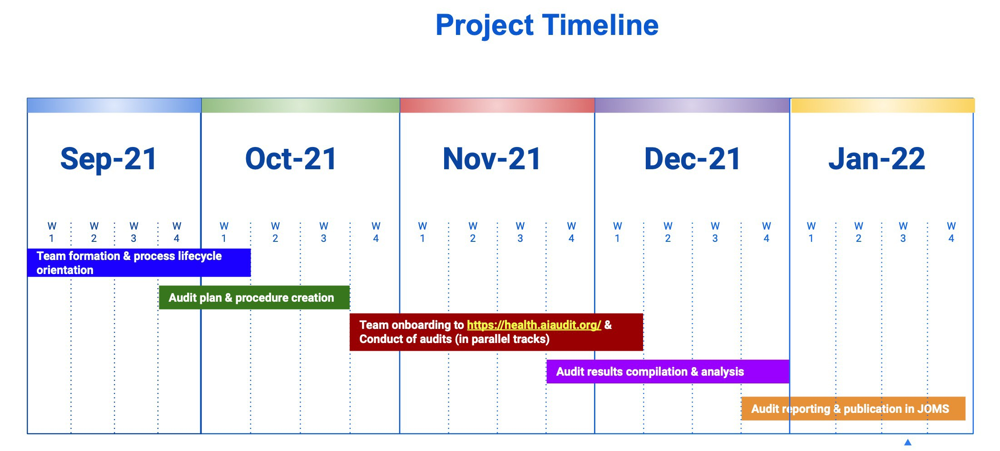 Project Timeline
Sep-21 Oct-21 Nov-21 Dec-21 Jan-22
W W W W W W W W W W W W W W W W W W W W
1 2 3 4 1 2 3 4 1 2 3 4 1 2 3 4 1 2 3 4
Team formation & process lifecycle
orientation
Audit plan & procedure creation
Team onboarding to https://health.aiaudit.org/ &
Conduct of audits (in parallel tracks)
Audit results compilation & analysis
Audit reporting & publication in JOMS